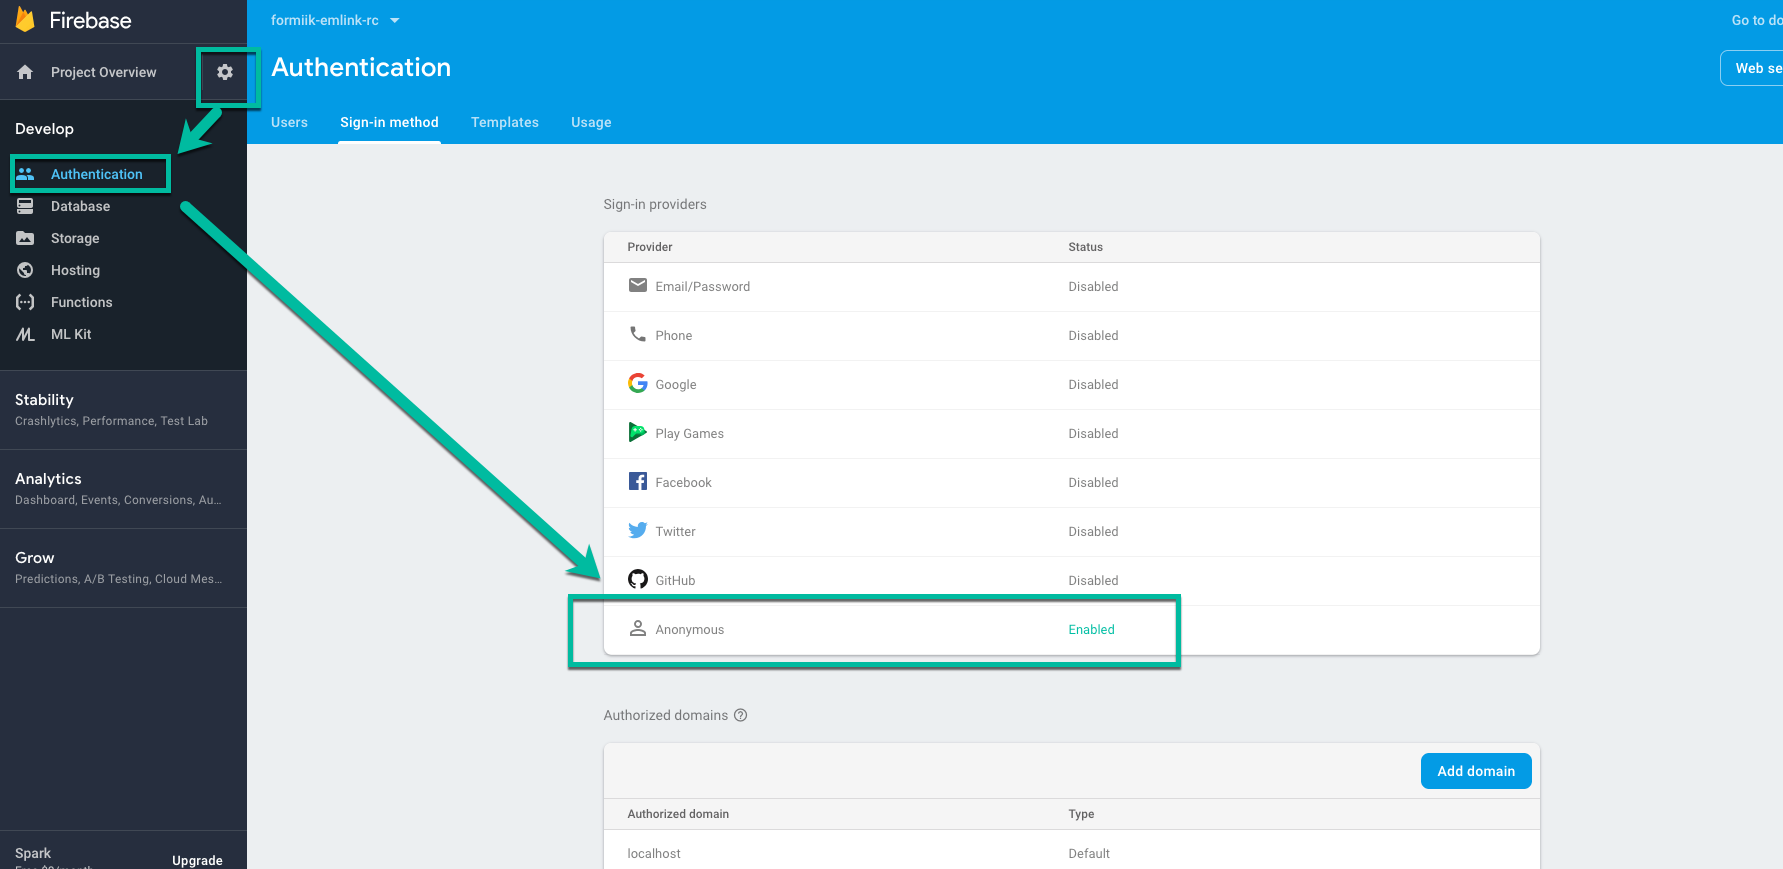 Firebase
Project Overview
Develop
Authentication
Database
Storage
Hosting
Functions
ML Kit
Stability
Crashlytics, Performance, Test Lab
Analytics
Dashboard, Events, Conversions, Au...
Grow
Predictions, A/B Testing, Cloud Mes...
Spark
Upgrade
formiik-emlink-rc
Go to do
Authentication
Web se
Users Sign-in method Templates Usage
Sign-in providers
Provider Status
Email/Password Disabled
Phone Disabled
Google Disabled
Play Games Disabled
Facebook Disabled
Twitter Disabled
GitHub Disabled
Anonymous Enabled
Authorized domains
Add domain
Authorized domain Type
localhost Default